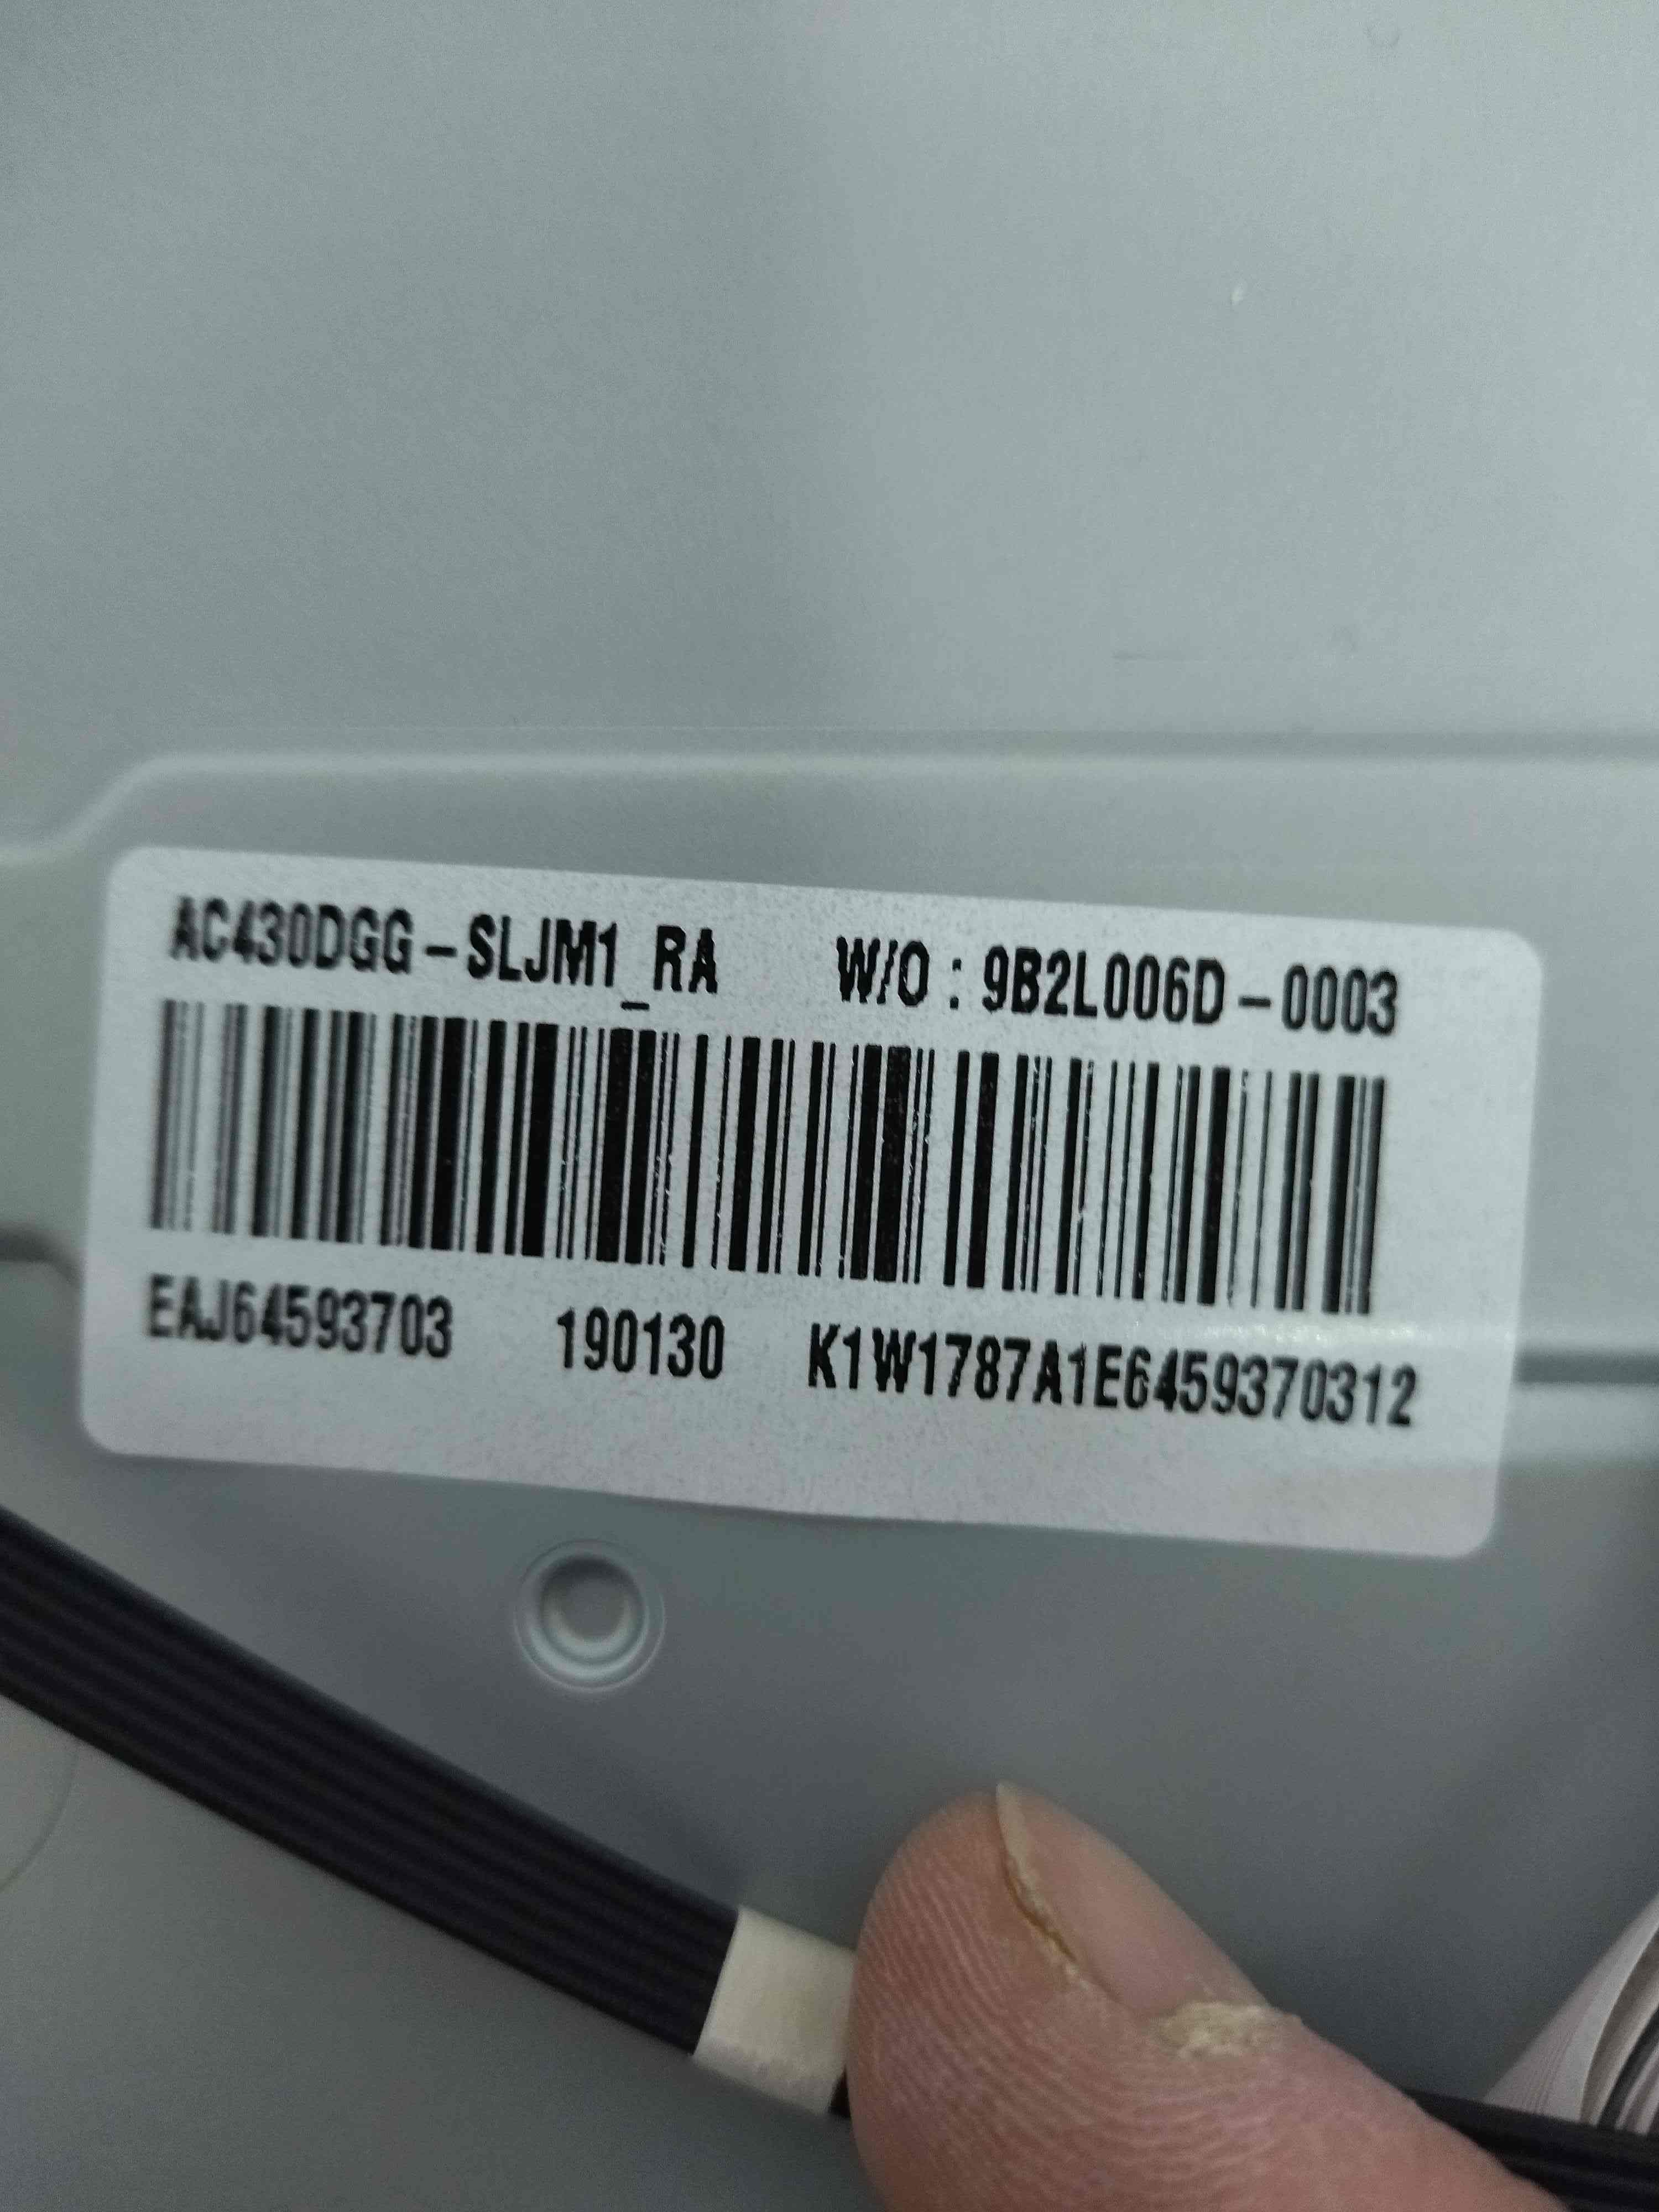 AC430DGG-SLJM1_RA W/O : 9B2L006D-0003
EAJ64593703 190130 K1W1787A1E6459370312